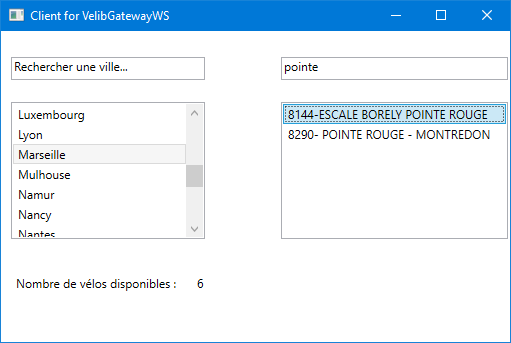 Client for VelibGatewayWS
Rechercher une ville...
pointe
Luxembourg
Lyon
Marseille
Mulhouse
Namur
Nancy
Nantes
8144-ESCALE BORELY POINTE ROUGE
8290- POINTE ROUGE - MONTREDON
Nombre de vélos disponibles : 6